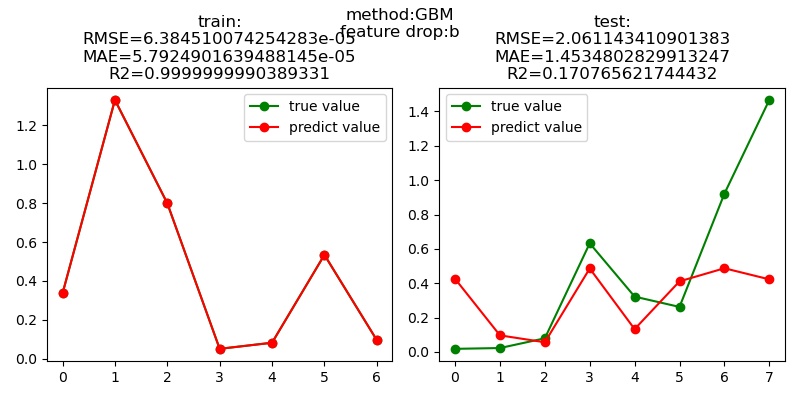 method:GBM
feature drop:b
train:
RMSE=6.384510074254283e-05
MAE=5.7924901639488145e-05
R2=0.9999999990389331
true value
predict value
1.2
1.0
0.8
0.6
0.4
0.2
0.0
0 1 2 3 4 5 6
test:
RMSE=2.061143410901383
MAE=1.4534802829913247
R2=0.170765621744432
true value
predict value
1.4
1.2
1.0
0.8
0.6
0.4
0.2
0.0
0 1 2 3 4 5 6 7